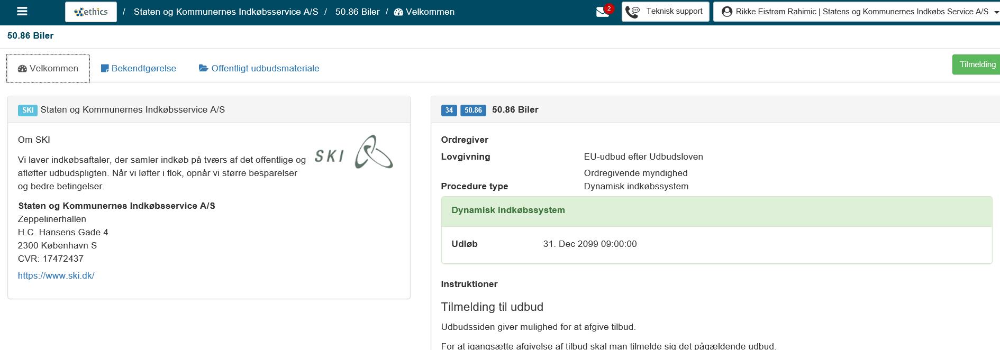 ethics / Staten og Kommunernes Indkøbsservice A/S / 50.86 Biler / Velkommen 2 Teknisk support Rikke Eistrøm Rahimic | Statens og Kommunernes Indkøbs Service A/S
50.86 Biler
Velkommen Bekendtgørelse Offentligt udbudsmateriale Tilmelding
SKI Staten og Kommunernes Indkøbsservice A/S
Om SKI
Vi laver indkøbsaftaler, der samler indkøb på tværs af det offentlige og
afløfter udbudspligten. Når vi løfter i flok, opnår vi større besparelser
og bedre betingelser.
SKI
Staten og Kommunernes Indkøbsservice A/S
Zeppelinerhallen
H.C. Hansens Gade 4
2300 København S
CVR: 17472437
https://www.ski.dk/
34 50.86 50.86 Biler
Ordregiver
Lovgivning EU-udbud efter Udbudsloven
Ordregivende myndighed
Procedure type Dynamisk indkøbssystem
Dynamisk indkøbssystem
Udløb 31. Dec 2099 09:00:00
Instruktioner
Tilmelding til udbud
Udbudssiden giver mulighed for at afgive tilbud.
For at igangsætte afgivelse af tilbud skal man tilmelde sig det pågældende udbud.